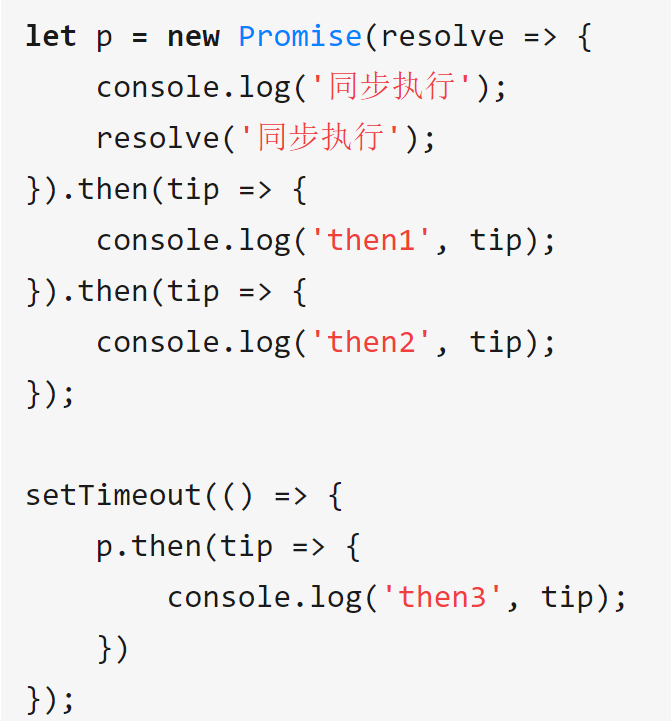 let p = new Promise(resolve => {
    console.log('同步执行');
    resolve('同步执行');
}).then(tip => {
    console.log('then1', tip);
}).then(tip => {
    console.log('then2', tip);
});

setTimeout(() => {
    p.then(tip => {
        console.log('then3', tip);
    })
});